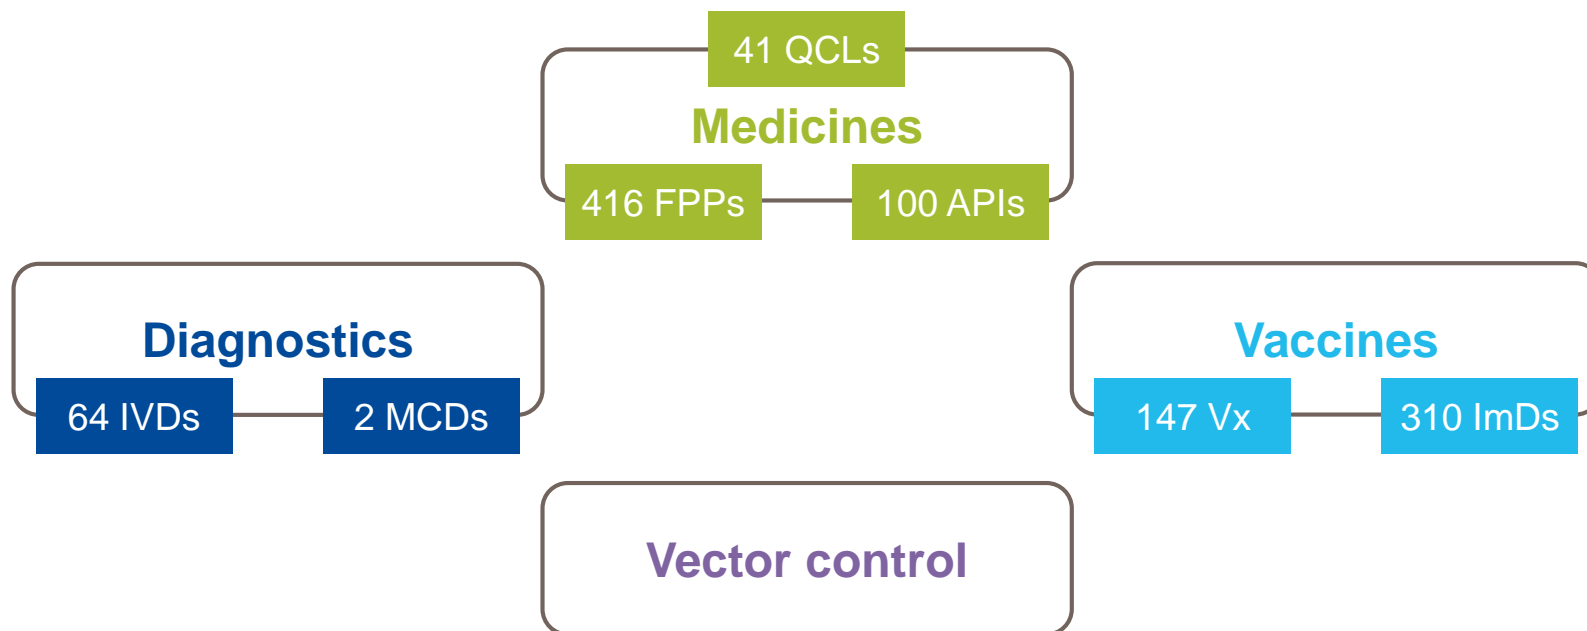 41 QCLs
Medicines
416 FPPs
100 APIs
Diagnostics
64 IVDs
2 MCDs
Vaccines
147 Vx
310 ImDs
Vector control